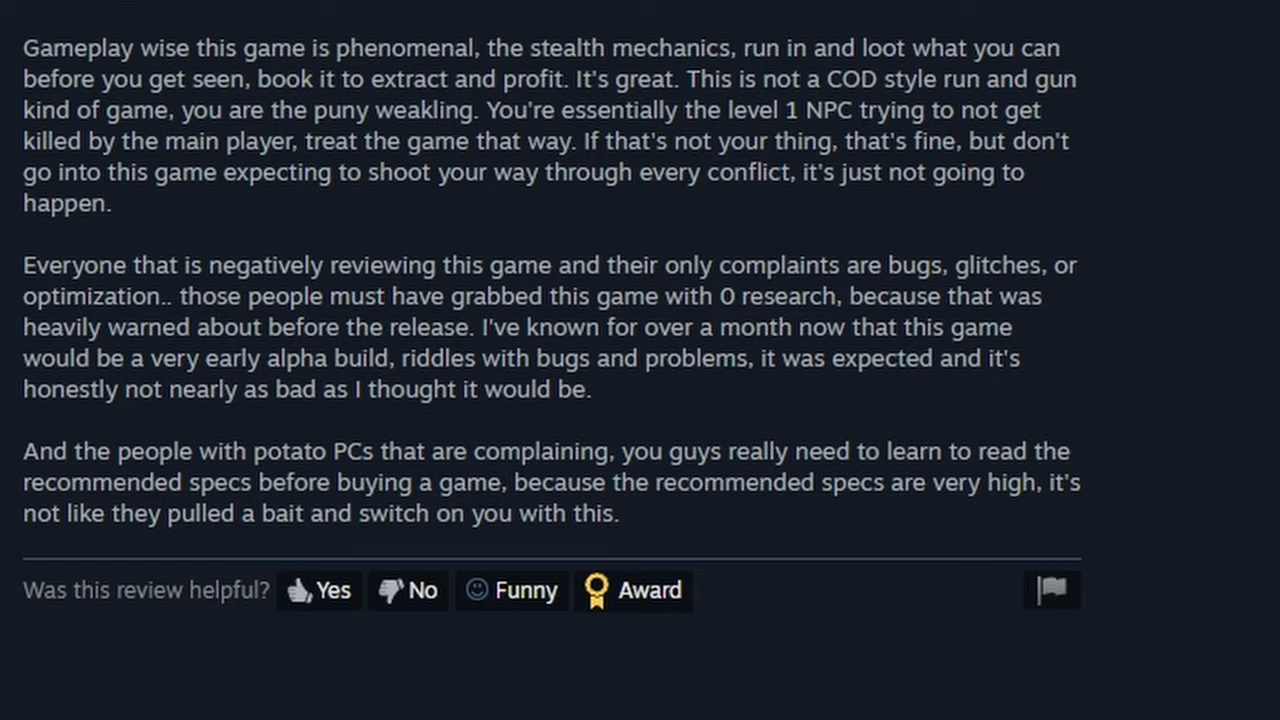 Gameplay wise this game is phenomenal, the stealth mechanics, run in and loot what you can
before you get seen, book it to extract and profit. It's great. This is not a COD style run and gun
kind of game, you are the puny weakling. You're essentially the level 1 NPC trying to not get
killed by the main player, treat the game that way. If that's not your thing, that's fine, but don't
go into this game expecting to shoot your way through every conflict, it's just not going to
happen.
Everyone that is negatively reviewing this game and their only complaints are bugs, glitches, or
optimization.. those people must have grabbed this game with 0 research, because that was
heavily warned about before the release. I've known for over a month now that this game
would be a very early alpha build, riddles with bugs and problems, it was expected and it's
honestly not nearly as bad as I thought it would be.
And the people with potato PCs that are complaining, you guys really need to learn to read the
recommended specs before buying a game, because the recommended specs are very high, it's
not like they pulled a bait and switch on you with this.
Was this review helpful? Yes No Funny Award